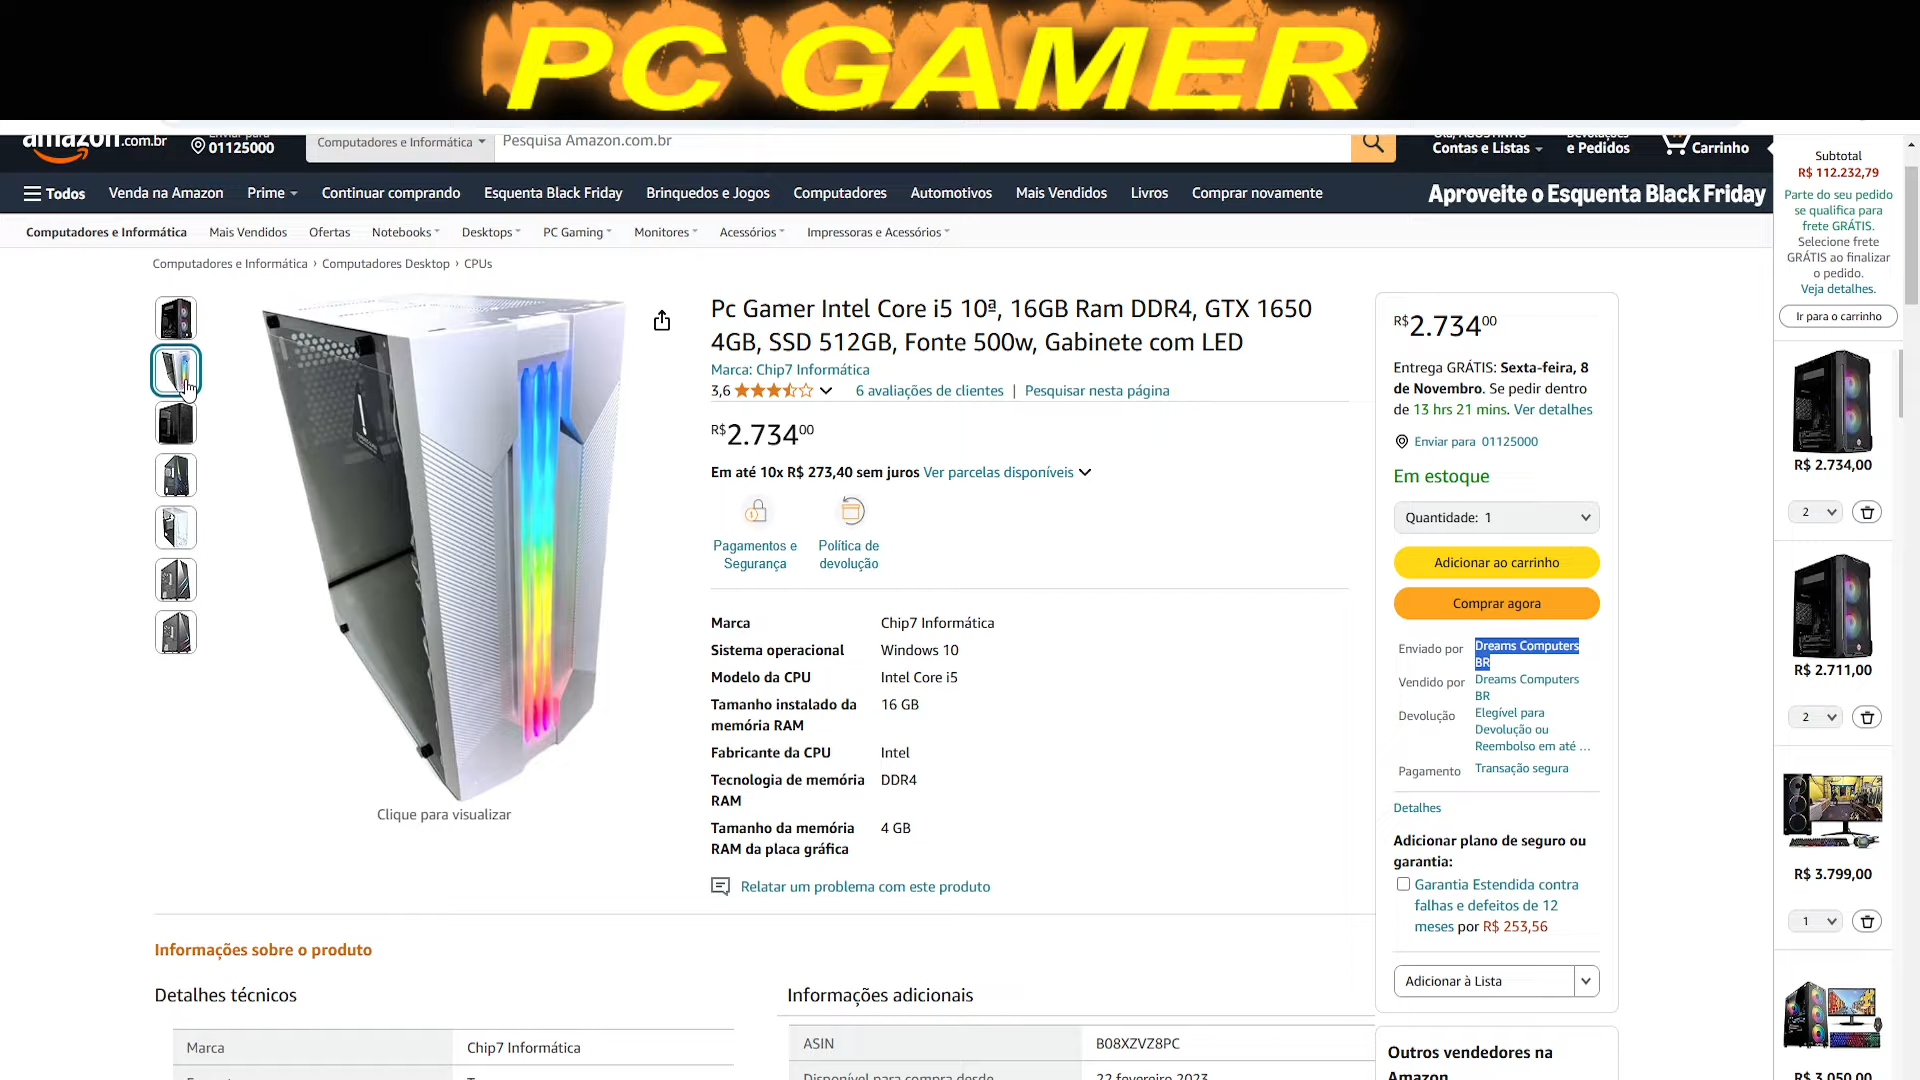 PC GAMER
amazon.com.br
Enviar para
01125000
Computadores e Informática
Pesquisa Amazon.com.br
Olá, AGOSTINHO
Contas e Listas
Devoluções
e Pedidos
Carrinho
Todos
Venda na Amazon
Prime
Continuar comprando
Esquenta Black Friday
Brinquedos e Jogos
Computadores
Automotivos
Mais Vendidos
Livros
Comprar novamente
Aproveite o Esquenta Black Friday
Computadores e Informática
Mais Vendidos
Ofertas
Notebooks
Desktops
PC Gaming
Monitores
Acessórios
Impressoras e Acessórios
Computadores e Informática › Computadores Desktop › CPUs
Clique para visualizar
Pc Gamer Intel Core i5 10ª, 16GB Ram DDR4, GTX 1650
4GB, SSD 512GB, Fonte 500w, Gabinete com LED
Marca: Chip7 Informática
3,6
6 avaliações de clientes | Pesquisar nesta página
R$2.73400
Em até 10x R$ 273,40 sem juros Ver parcelas disponíveis
Pagamentos e
Segurança
Política de
devolução
Marca Chip7 Informática
Sistema operacional Windows 10
Modelo da CPU Intel Core i5
Tamanho instalado da 16 GB
memória RAM
Fabricante da CPU Intel
Tecnologia de memória DDR4
RAM
Tamanho da memória 4 GB
RAM da placa gráfica
Relatar um problema com este produto
R$2.73400
Entrega GRÁTIS: Sexta-feira, 8
de Novembro. Se pedir dentro
de 13 hrs 21 mins. Ver detalhes
Enviar para 01125000
Em estoque
Quantidade: 1
Adicionar ao carrinho
Comprar agora
Enviado por Dreams Computers
BR
Vendido por Dreams Computers
BR
Devolução Elegível para
Devolução ou
Reembolso em até ...
Pagamento Transação segura
Detalhes
Adicionar plano de seguro ou
garantia:
Garantia Estendida contra
falhas e defeitos de 12
meses por R$ 253,56
Adicionar à Lista
Outros vendedores na
Amazon
Subtotal
R$ 112.232,79
Parte do seu pedido
se qualifica para
frete GRÁTIS.
Selecione frete
GRÁTIS ao finalizar
o pedido.
Veja detalhes.
Ir para o carrinho
R$ 2.734,00
2
R$ 2.711,00
2
R$ 3.799,00
1
R$ 3.050,00
Informações sobre o produto
Detalhes técnicos
Marca Chip7 Informática
Informações adicionais
ASIN B08XZVZ8PC
Disponível para compra desde 22 fevereiro 2023